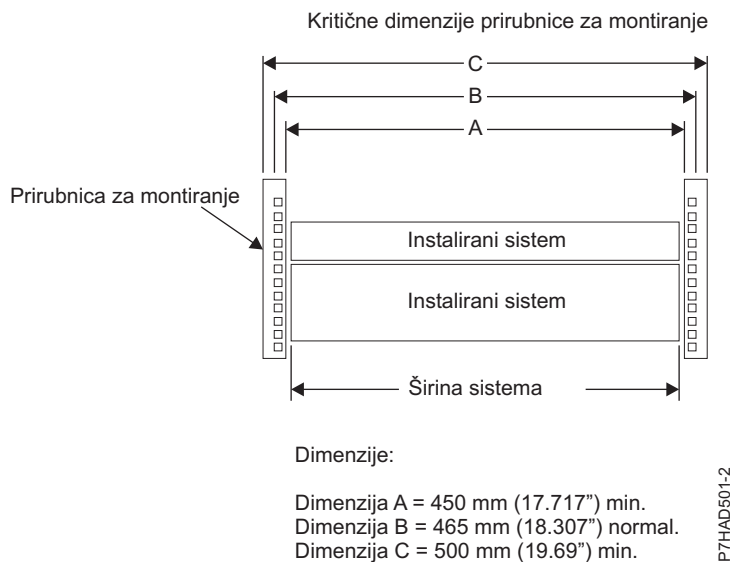 Kritične dimenzije prirubnice za montiranje
C
B
A
Prirubnica za montiranje
Instalirani sistem
Instalirani sistem
Širina sistema
Dimenzije:
Dimenzija A = 450 mm (17.717”) min.
Dimenzija B = 465 mm (18.307”) normal.
Dimenzija C = 500 mm (19.69”) min.
P7HAD501-2